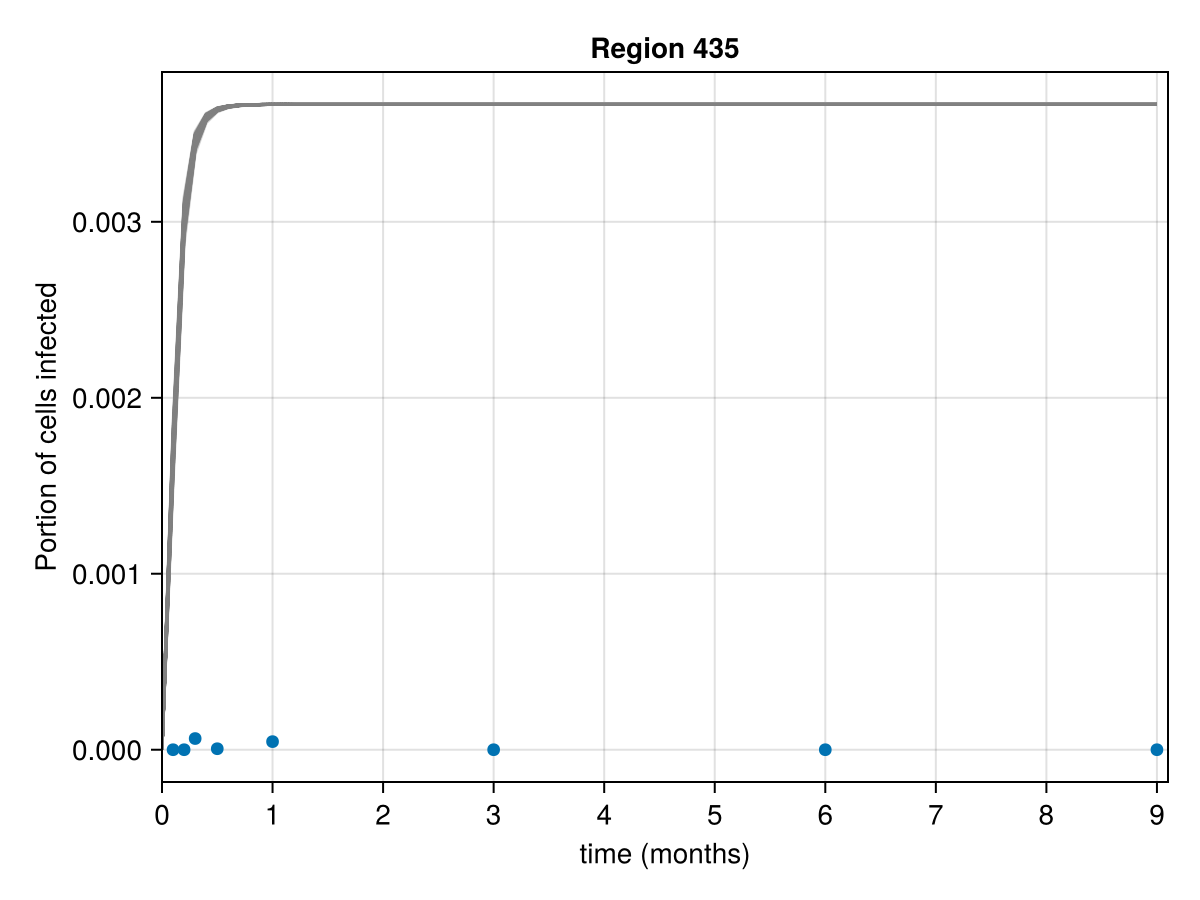 Region 435
Portion of cells infected
0.003
0.002
0.001
0.000
0 1 2 3 4 5 6 7 8 9
time (months)